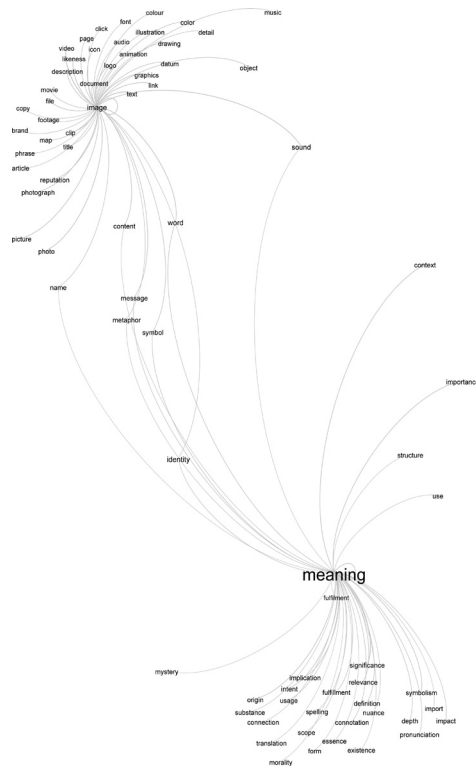 music
colour
font
color
click
illustration
detail
page
audio
drawing
video
icon
animation
likeness
logo
datum
description
graphics
object
document
link
movie
text
file
image
copy
footage
brand
clip
map
sound
phrase
title
article
reputation
photograph
word
content
picture
photo
context
name
message
metaphor
symbol
importance
structure
identity
use
meaning
fulfilment
significance
mystery
implication
relevance
intent
symbolism
origin
usage
fulfillment
definition
import
substance
spelling
nuance
connection
connotation
depth
impact
scope
pronunciation
translation
essence
form
existence
morality